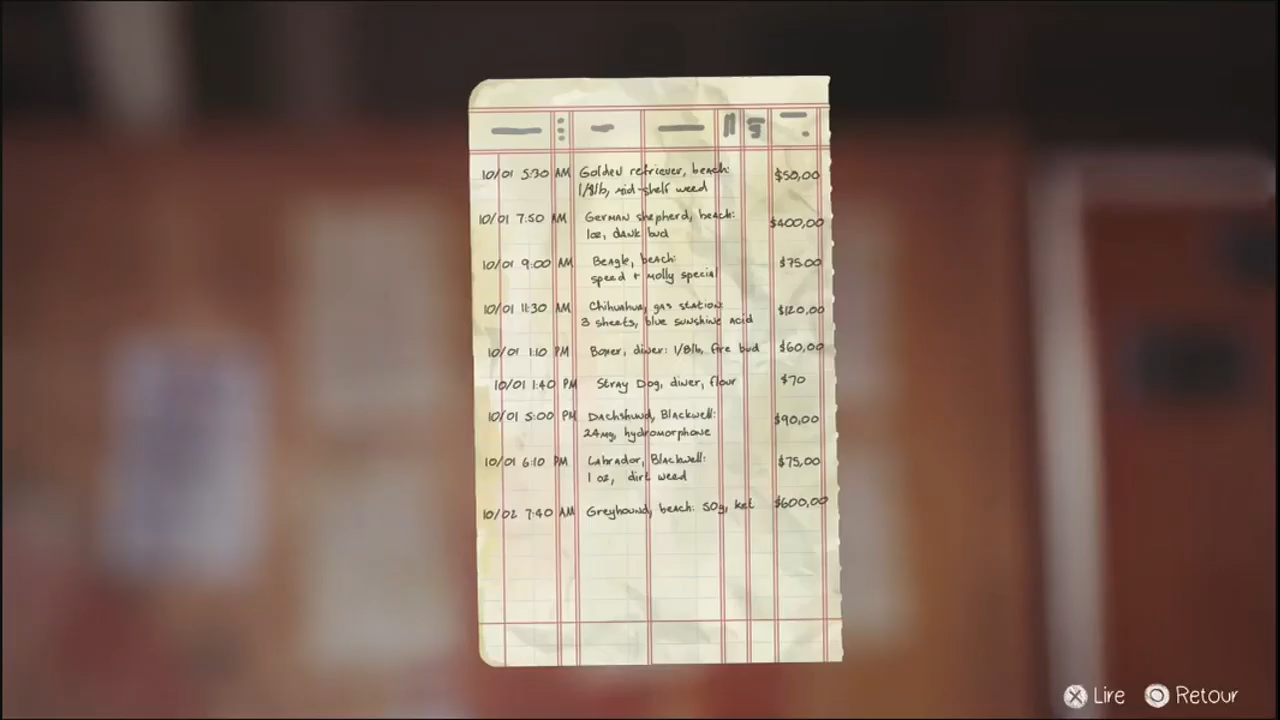 10/01 5:30 AM Golden retriever, beach: $50,00
1/8lb, mid-shelf weed
10/01 7:50 AM German shepherd, beach: $400,00
1oz, dank bud
10/01 9:00 AM Beagle, beach: $75.00
speed + molly special
10/01 11:30 AM Chihuahua, gas station: $120,00
3 sheets, blue sunshine acid
10/01 1:10 PM Boxer, diner: 1/8lb, fire bud $60,00
10/01 1:40 PM Stray Dog, diner, flour $70
10/01 5:00 PM Dachshund, Blackwell: $90,00
24mg, hydromorphone
10/01 6:10 PM Labrador, Blackwell: $75,00
1 oz, dirt weed
10/02 7:40 AM Greyhound, beach: 50g, ket $600,00
Lire Retour